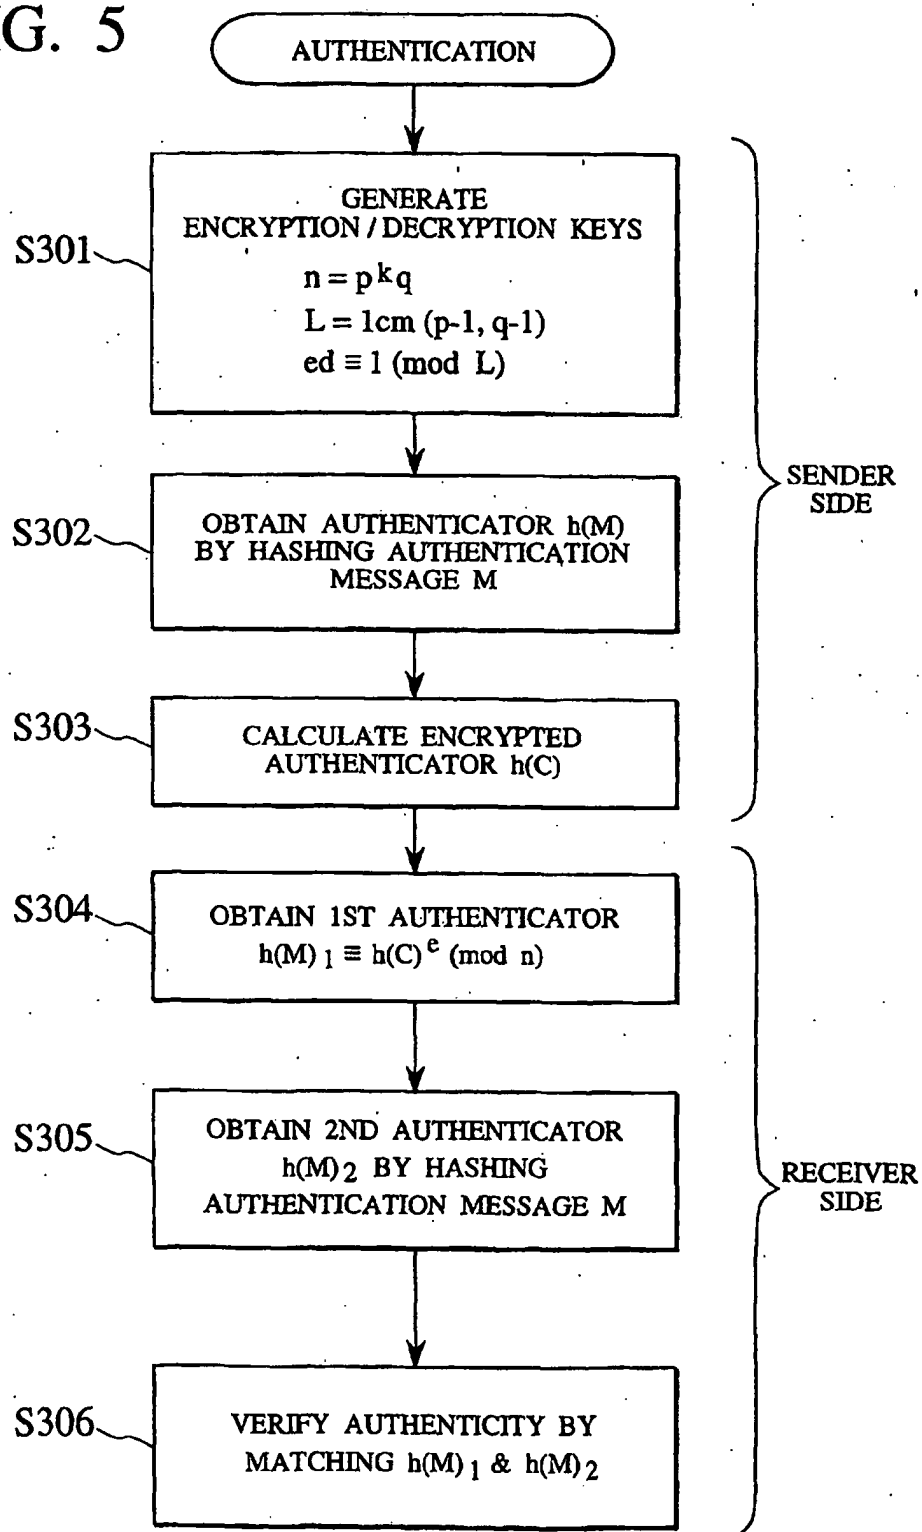 G. 5
AUTHENTICATION
S301
GENERATE
ENCRYPTION / DECRYPTION KEYS
n = p^k q
L = 1cm (p-1, q-1)
ed ≡ 1 (mod L)
S302
OBTAIN AUTHENTICATOR h(M)
BY HASHING AUTHENTICATION
MESSAGE M
S303
CALCULATE ENCRYPTED
AUTHENTICATOR h(C)
SENDER
SIDE
S304
OBTAIN 1ST AUTHENTICATOR
h(M)₁ ≡ h(C)^e (mod n)
S305
OBTAIN 2ND AUTHENTICATOR
h(M)₂ BY HASHING
AUTHENTICATION MESSAGE M
S306
VERIFY AUTHENTICITY BY
MATCHING h(M)₁ & h(M)₂
RECEIVER
SIDE